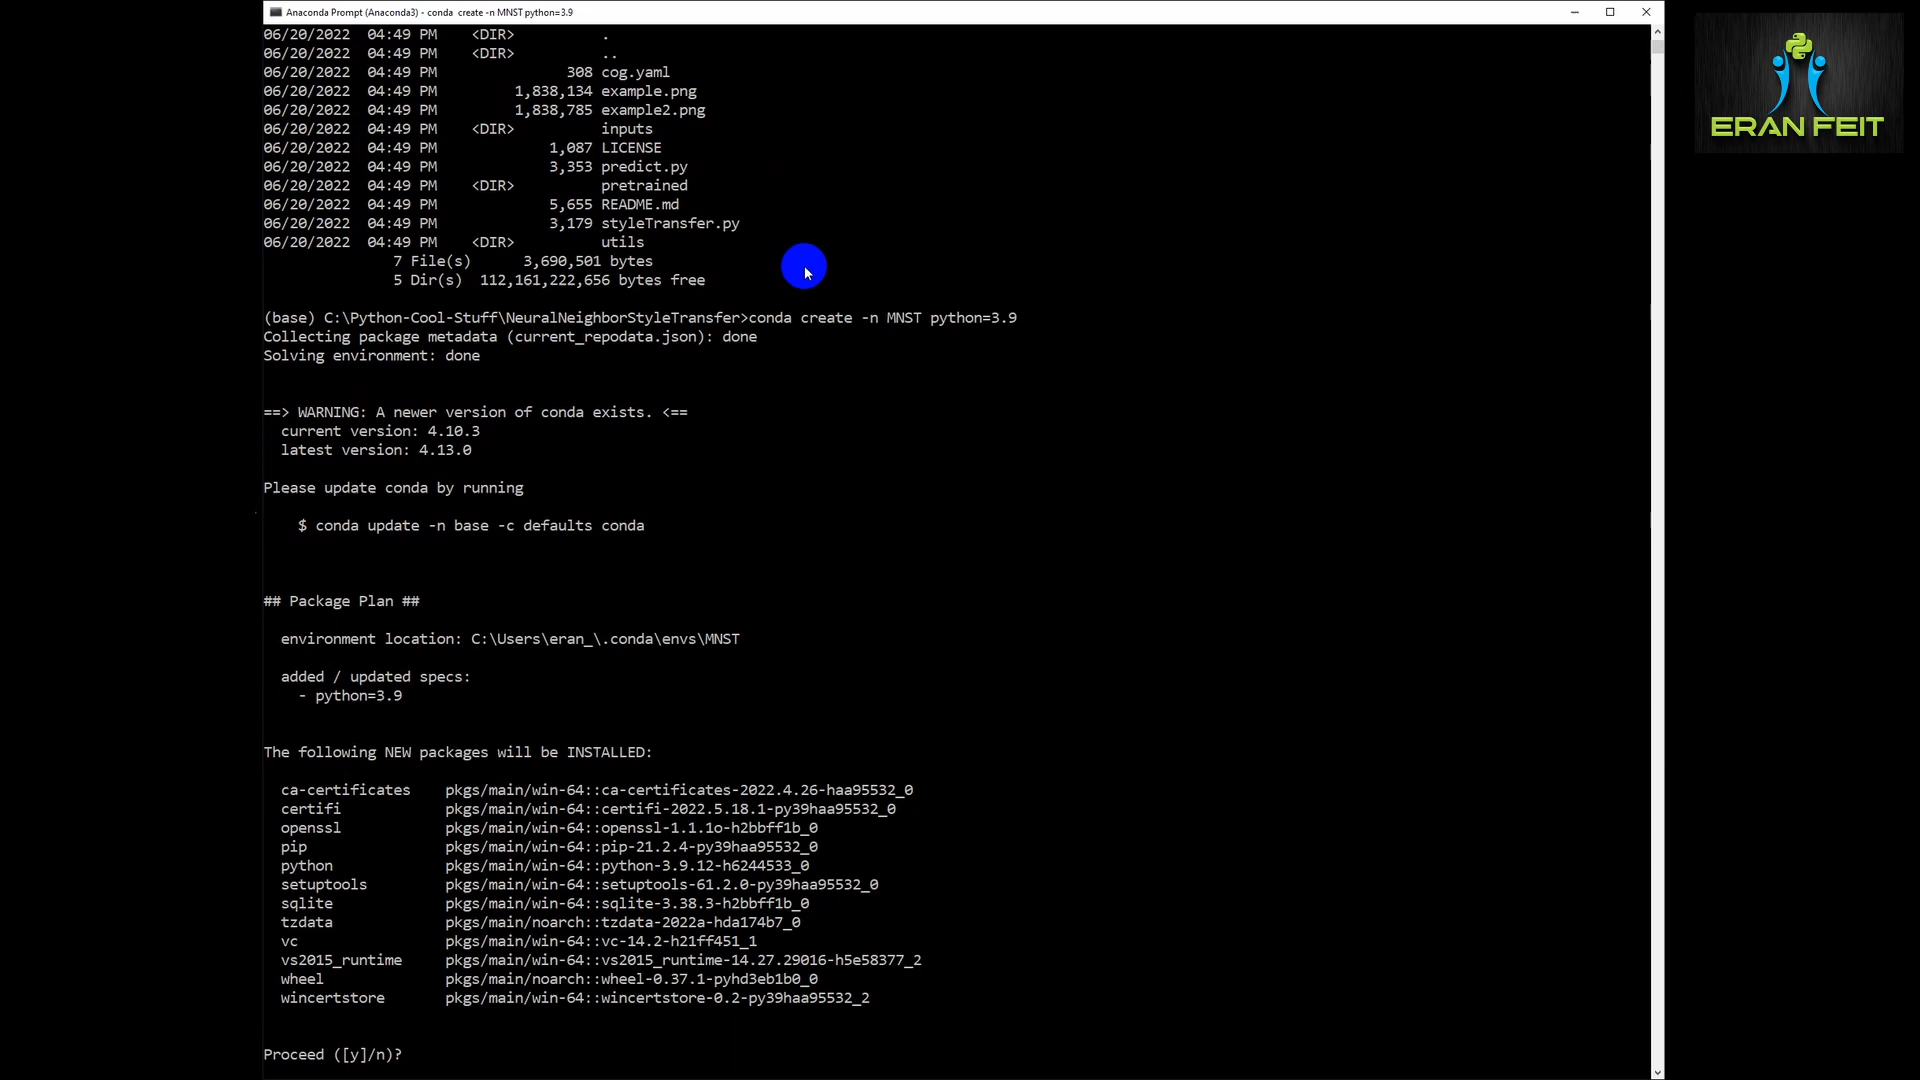 Anaconda Prompt (Anaconda3) - conda  create -n MNST python=3.9
06/20/2022  04:49 PM    <DIR>          .
06/20/2022  04:49 PM    <DIR>          ..
06/20/2022  04:49 PM               308 cog.yaml
06/20/2022  04:49 PM         1,838,134 example.png
06/20/2022  04:49 PM         1,838,785 example2.png
06/20/2022  04:49 PM    <DIR>          inputs
06/20/2022  04:49 PM             1,087 LICENSE
06/20/2022  04:49 PM             3,353 predict.py
06/20/2022  04:49 PM    <DIR>          pretrained
06/20/2022  04:49 PM             5,655 README.md
06/20/2022  04:49 PM             3,179 styleTransfer.py
06/20/2022  04:49 PM    <DIR>          utils
               7 File(s)      3,690,501 bytes
               5 Dir(s)  112,161,222,656 bytes free
(base) C:\Python-Cool-Stuff\NeuralNeighborStyleTransfer>conda create -n MNST python=3.9
Collecting package metadata (current_repodata.json): done
Solving environment: done
==> WARNING: A newer version of conda exists. <==
  current version: 4.10.3
  latest version: 4.13.0
Please update conda by running
    $ conda update -n base -c defaults conda
## Package Plan ##
  environment location: C:\Users\eran_\.conda\envs\MNST
  added / updated specs:
    - python=3.9
The following NEW packages will be INSTALLED:
  ca-certificates    pkgs/main/win-64::ca-certificates-2022.4.26-haa95532_0
  certifi            pkgs/main/win-64::certifi-2022.5.18.1-py39haa95532_0
  openssl            pkgs/main/win-64::openssl-1.1.1o-h2bbff1b_0
  pip                pkgs/main/win-64::pip-21.2.4-py39haa95532_0
  python             pkgs/main/win-64::python-3.9.12-h6244533_0
  setuptools         pkgs/main/win-64::setuptools-61.2.0-py39haa95532_0
  sqlite             pkgs/main/win-64::sqlite-3.38.3-h2bbff1b_0
  tzdata             pkgs/main/noarch::tzdata-2022a-hda174b7_0
  vc                 pkgs/main/win-64::vc-14.2-h21ff451_1
  vs2015_runtime     pkgs/main/win-64::vs2015_runtime-14.27.29016-h5e58377_2
  wheel              pkgs/main/noarch::wheel-0.37.1-pyhd3eb1b0_0
  wincertstore       pkgs/main/win-64::wincertstore-0.2-py39haa95532_2
Proceed ([y]/n)?
ERAN FEIT